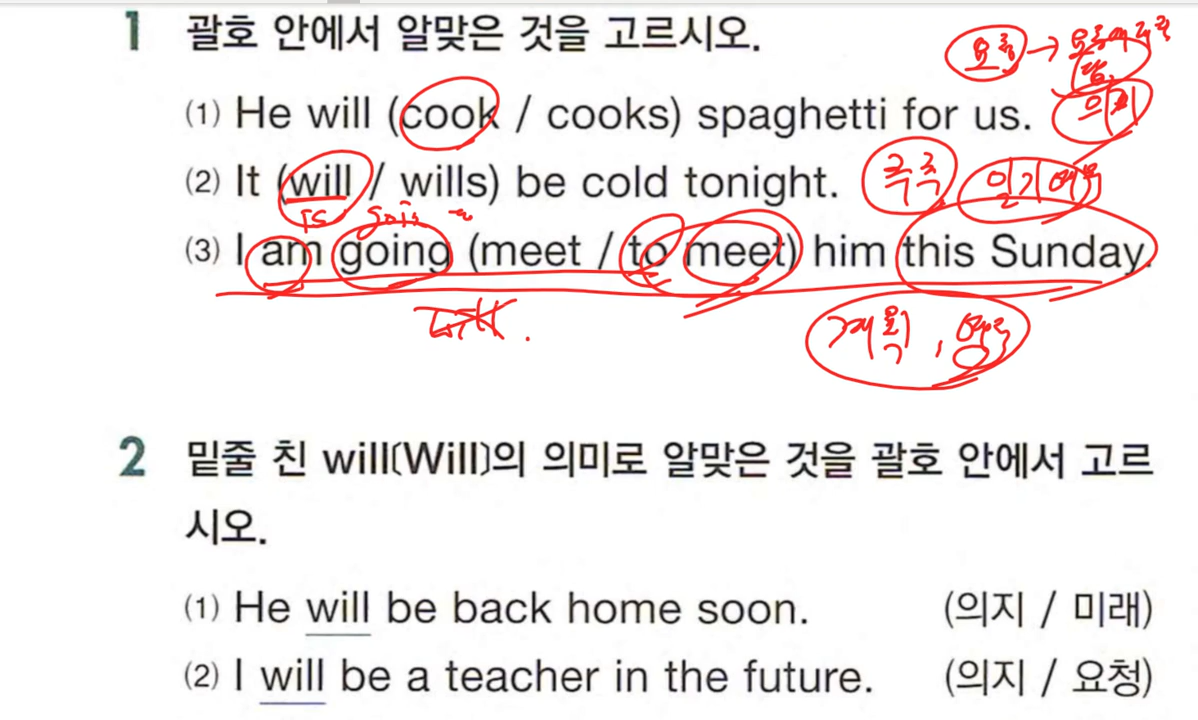 1 괄호 안에서 알맞은 것을 고르시오.
요청 →
(1) He will (cook / cooks) spaghetti for us. 의지
(2) It (will / wills) be cold tonight. 추측 일기예보
is going to
(3) I am going (meet / to meet) him this Sunday.
계획, 예정
2 밑줄 친 will(Will)의 의미로 알맞은 것을 괄호 안에서 고르
시오.
(1) He will be back home soon. (의지 / 미래)
(2) I will be a teacher in the future. (의지 / 요청)